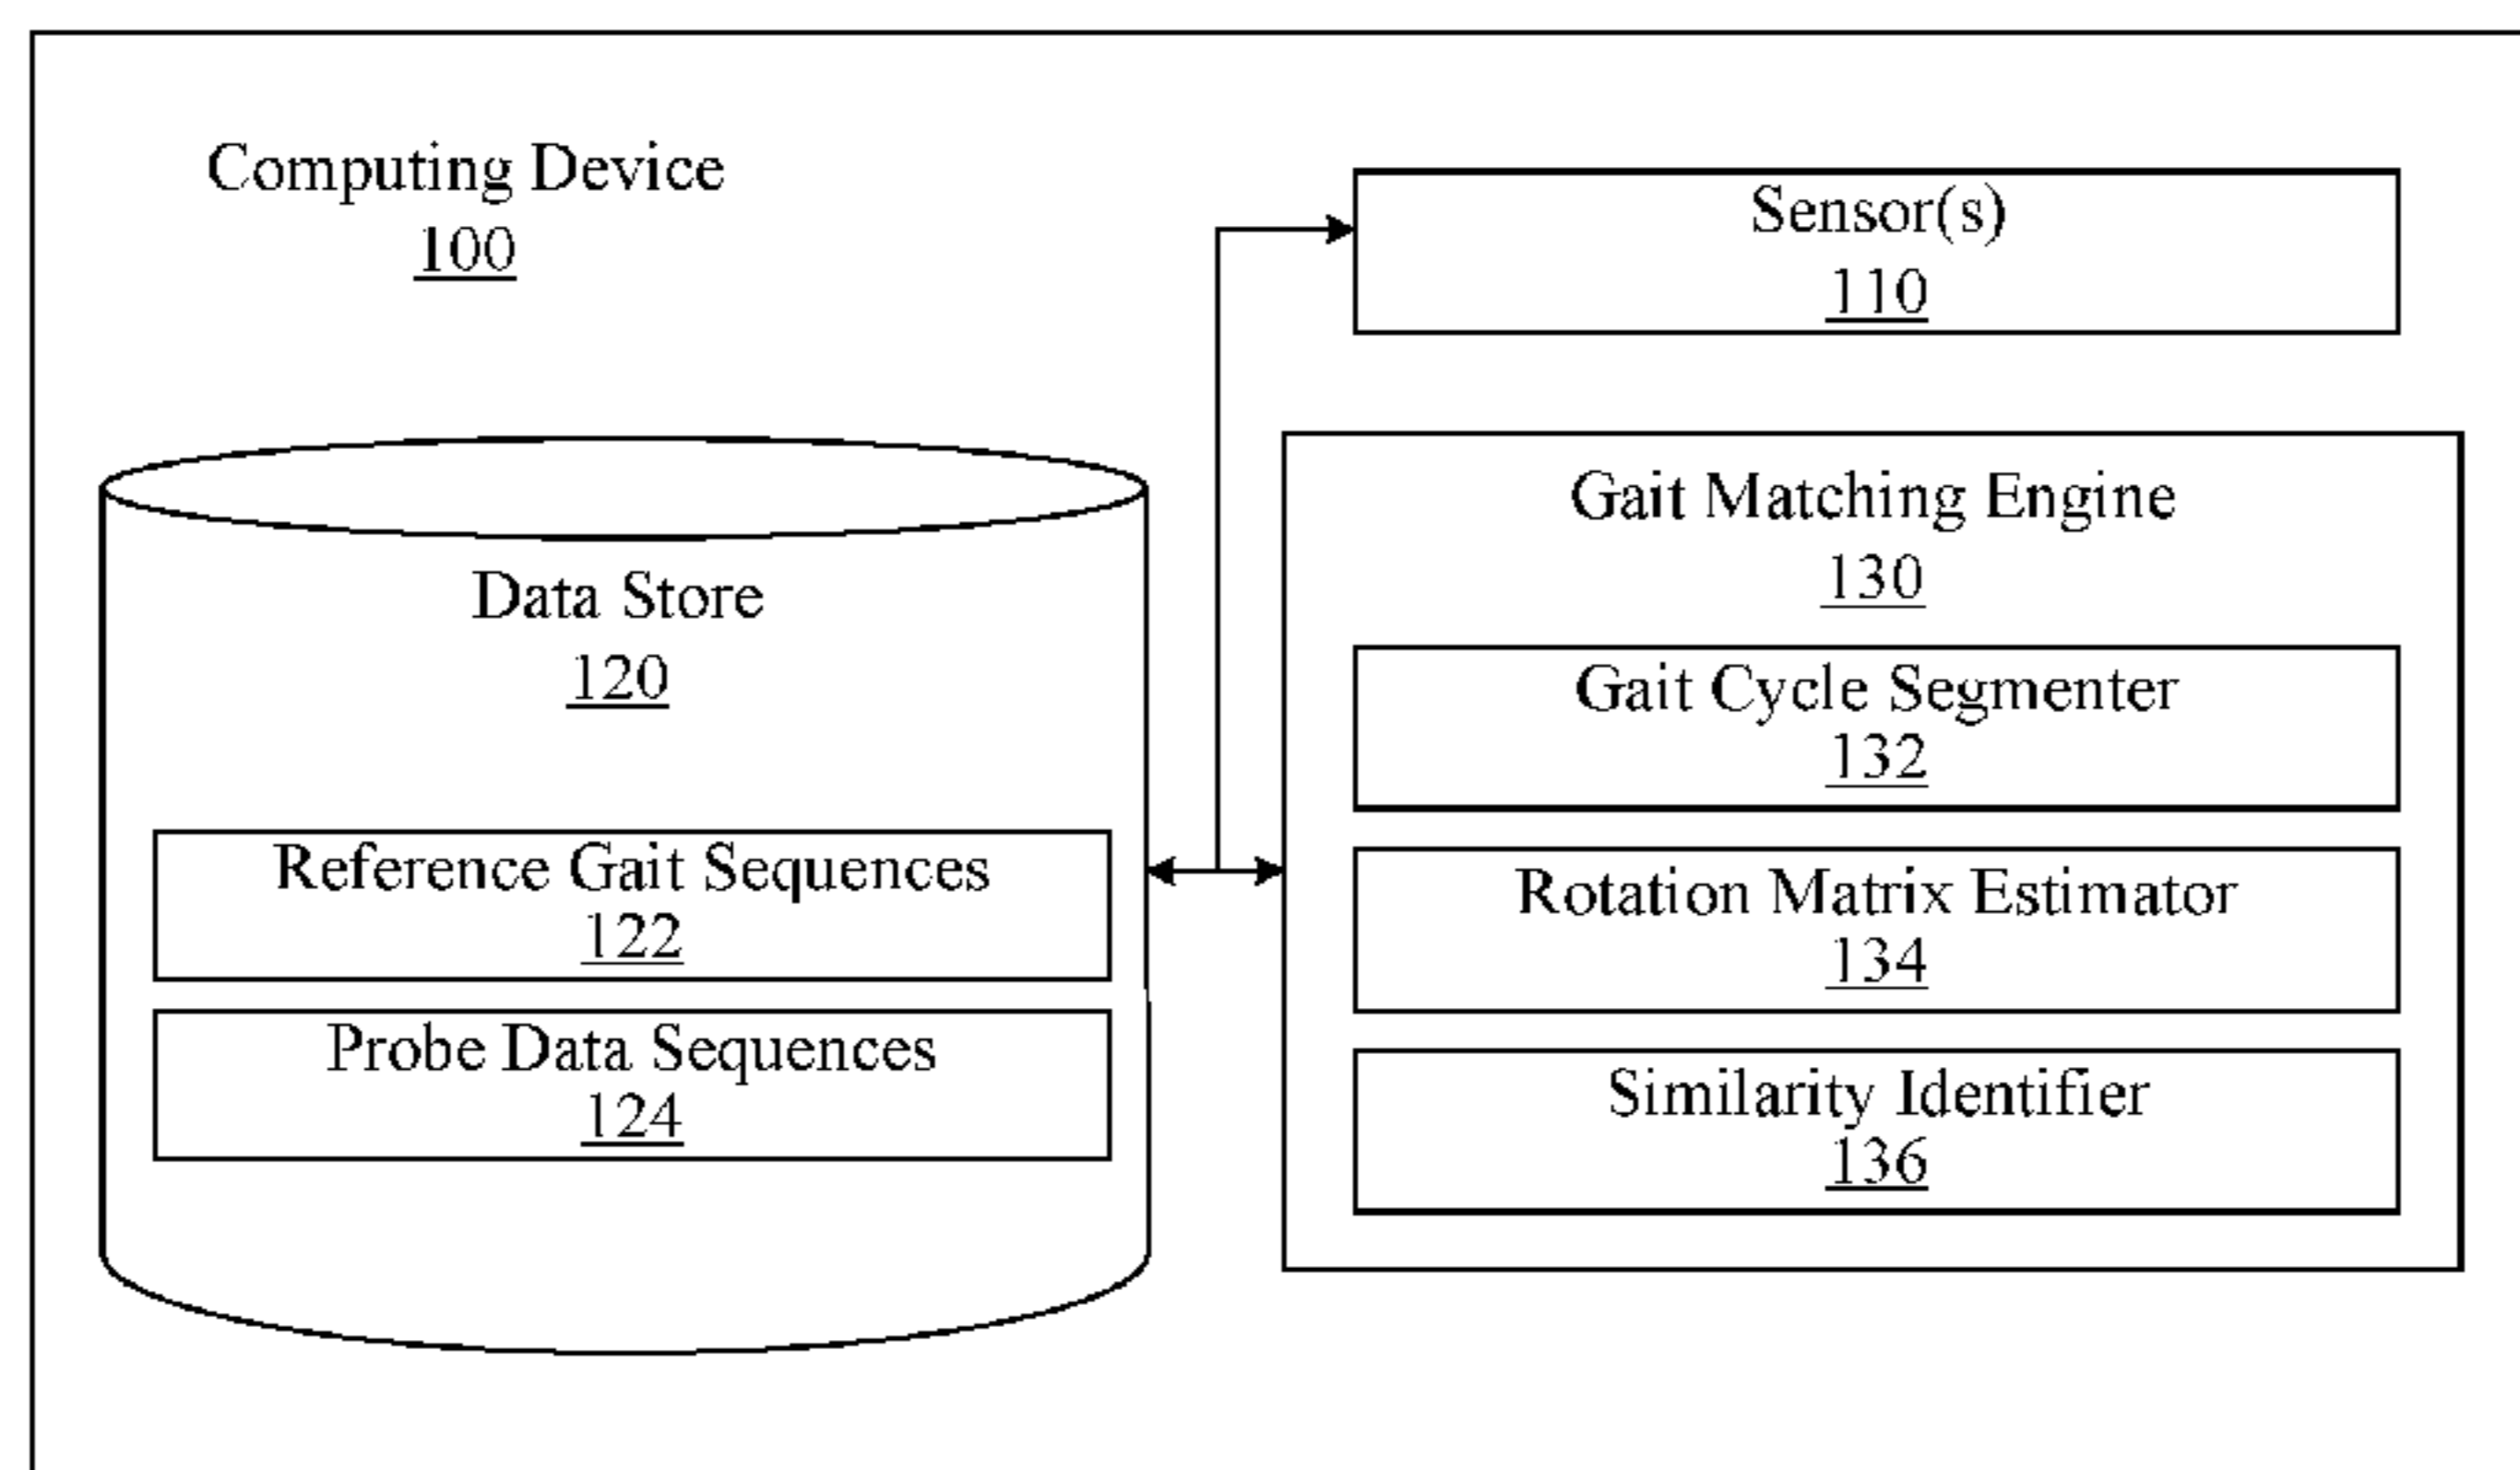 Computing Device
100
Sensor(s)
110
Data Store
120
Reference Gait Sequences
122
Probe Data Sequences
124
Gait Matching Engine
130
Gait Cycle Segmenter
132
Rotation Matrix Estimator
134
Similarity Identifier
136